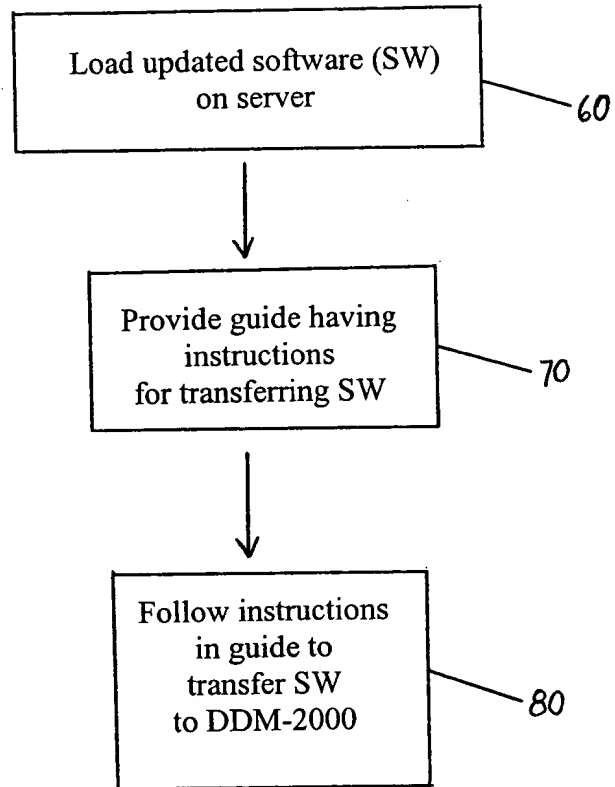 Load updated software (SW)
on server
60
Provide guide having
instructions
for transferring SW
70
Follow instructions
in guide to
transfer SW
to DDM-2000
80